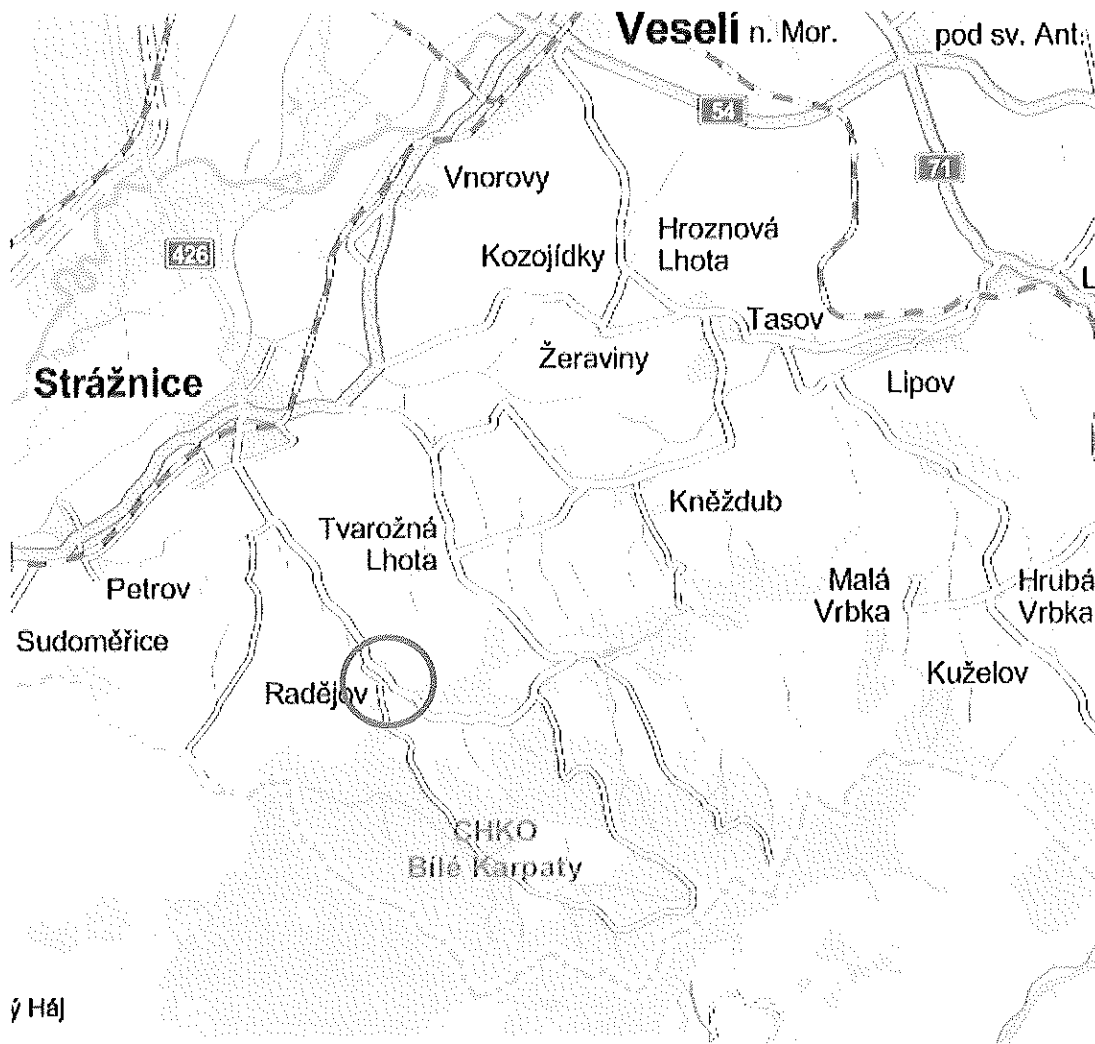 Veselí n. Mor.
pod sv. Ant.
54
Vnorovy
71
426
Kozojídky
Hroznová
Lhota
L
Tasov
Žeraviny
Strážnice
Lipov
Kněždub
Tvarožná
Lhota
Petrov
Malá
Vrbka
Hrubá
Vrbka
Sudoměřice
Radějov
Kuželov
CHKO
Bílé Karpaty
ý Háj